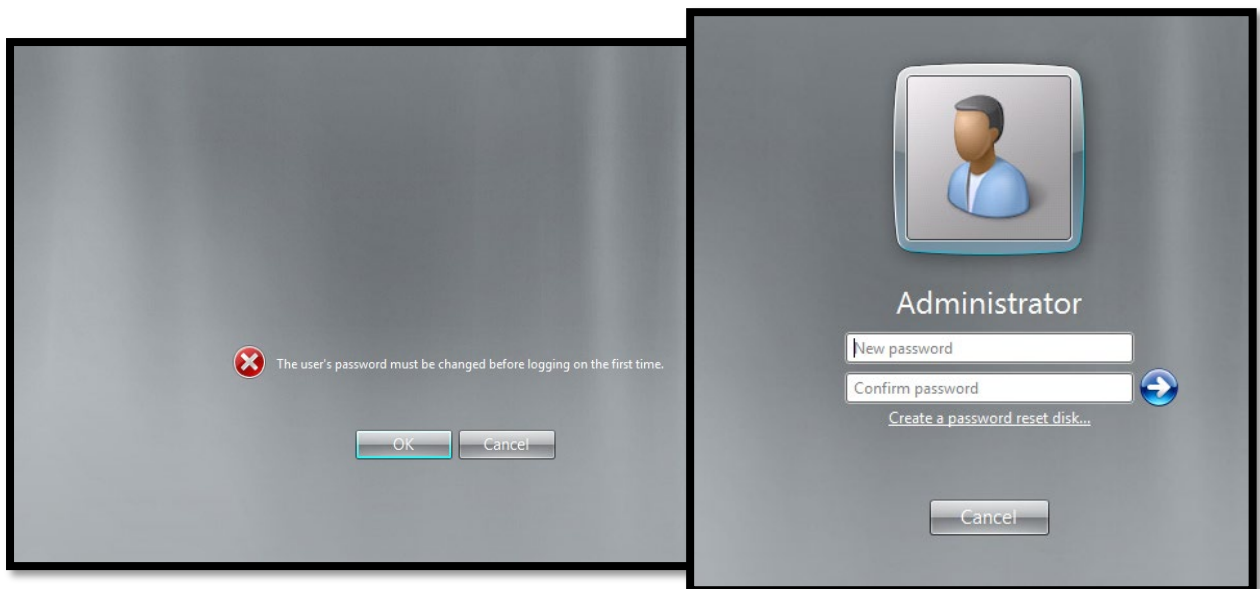 The user's password must be changed before logging on the first time.
OK
Cancel
Administrator
New password
Confirm password
Create a password reset disk...
Cancel